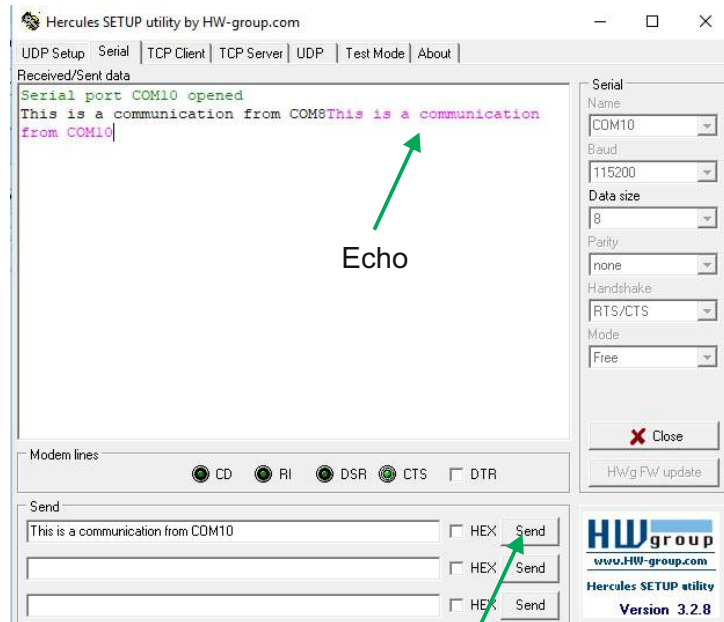 Hercules SETUP utility by HW-group.com
UDP Setup Serial TCP Client TCP Server UDP Test Mode About
Received/Sent data
Serial port COM10 opened
This is a communication from COM8This is a communication
from COM10
Echo
Serial
Name
COM10
Baud
115200
Data size
8
Parity
none
Handshake
RTS/CTS
Mode
Free
Close
HWg FW update
Modem lines
CD RI DSR CTS DTR
Send
This is a communication from COM10 HEX Send
HEX Send
HEX Send
HWgroup
www.HW-group.com
Hercules SETUP utility
Version 3.2.8